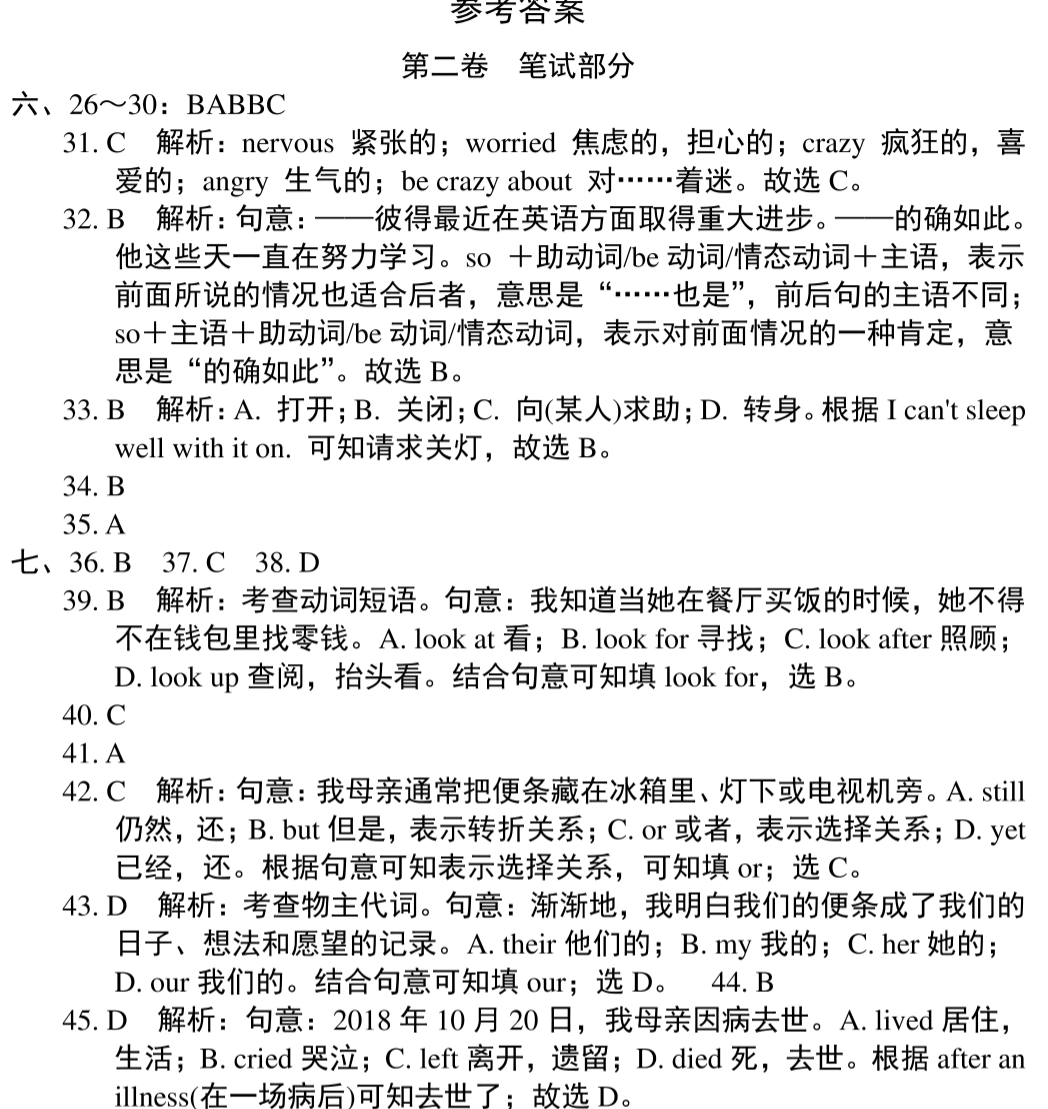 参考答案
第二卷　笔试部分
六、26～30：BABBC
31. C　解析：nervous 紧张的；worried 焦虑的，担心的；crazy 疯狂的，喜
爱的；angry 生气的；be crazy about 对……着迷。故选 C。
32. B　解析：句意：——彼得最近在英语方面取得重大进步。——的确如此。
他这些天一直在努力学习。so ＋助动词/be 动词/情态动词＋主语，表示
前面所说的情况也适合后者，意思是“……也是”，前后句的主语不同；
so＋主语＋助动词/be 动词/情态动词，表示对前面情况的一种肯定，意
思是“的确如此”。故选 B。
33. B　解析：A. 打开；B. 关闭；C. 向(某人)求助；D. 转身。根据 I can't sleep
well with it on. 可知请求关灯，故选 B。
34. B
35. A
七、36. B　37. C　38. D
39. B　解析：考查动词短语。句意：我知道当她在餐厅买饭的时候，她不得
不在钱包里找零钱。A. look at 看；B. look for 寻找；C. look after 照顾；
D. look up 查阅，抬头看。结合句意可知填 look for，选 B。
40. C
41. A
42. C　解析：句意：我母亲通常把便条藏在冰箱里、灯下或电视机旁。A. still
仍然，还；B. but 但是，表示转折关系；C. or 或者，表示选择关系；D. yet
已经，还。根据句意可知表示选择关系，可知填 or；选 C。
43. D　解析：考查物主代词。句意：渐渐地，我明白我们的便条成了我们的
日子、想法和愿望的记录。A. their 他们的；B. my 我的；C. her 她的；
D. our 我们的。结合句意可知填 our；选 D。　44. B
45. D　解析：句意：2018 年 10 月 20 日，我母亲因病去世。A. lived 居住，
生活；B. cried 哭泣；C. left 离开，遗留；D. died 死，去世。根据 after an
illness(在一场病后)可知去世了；故选 D。